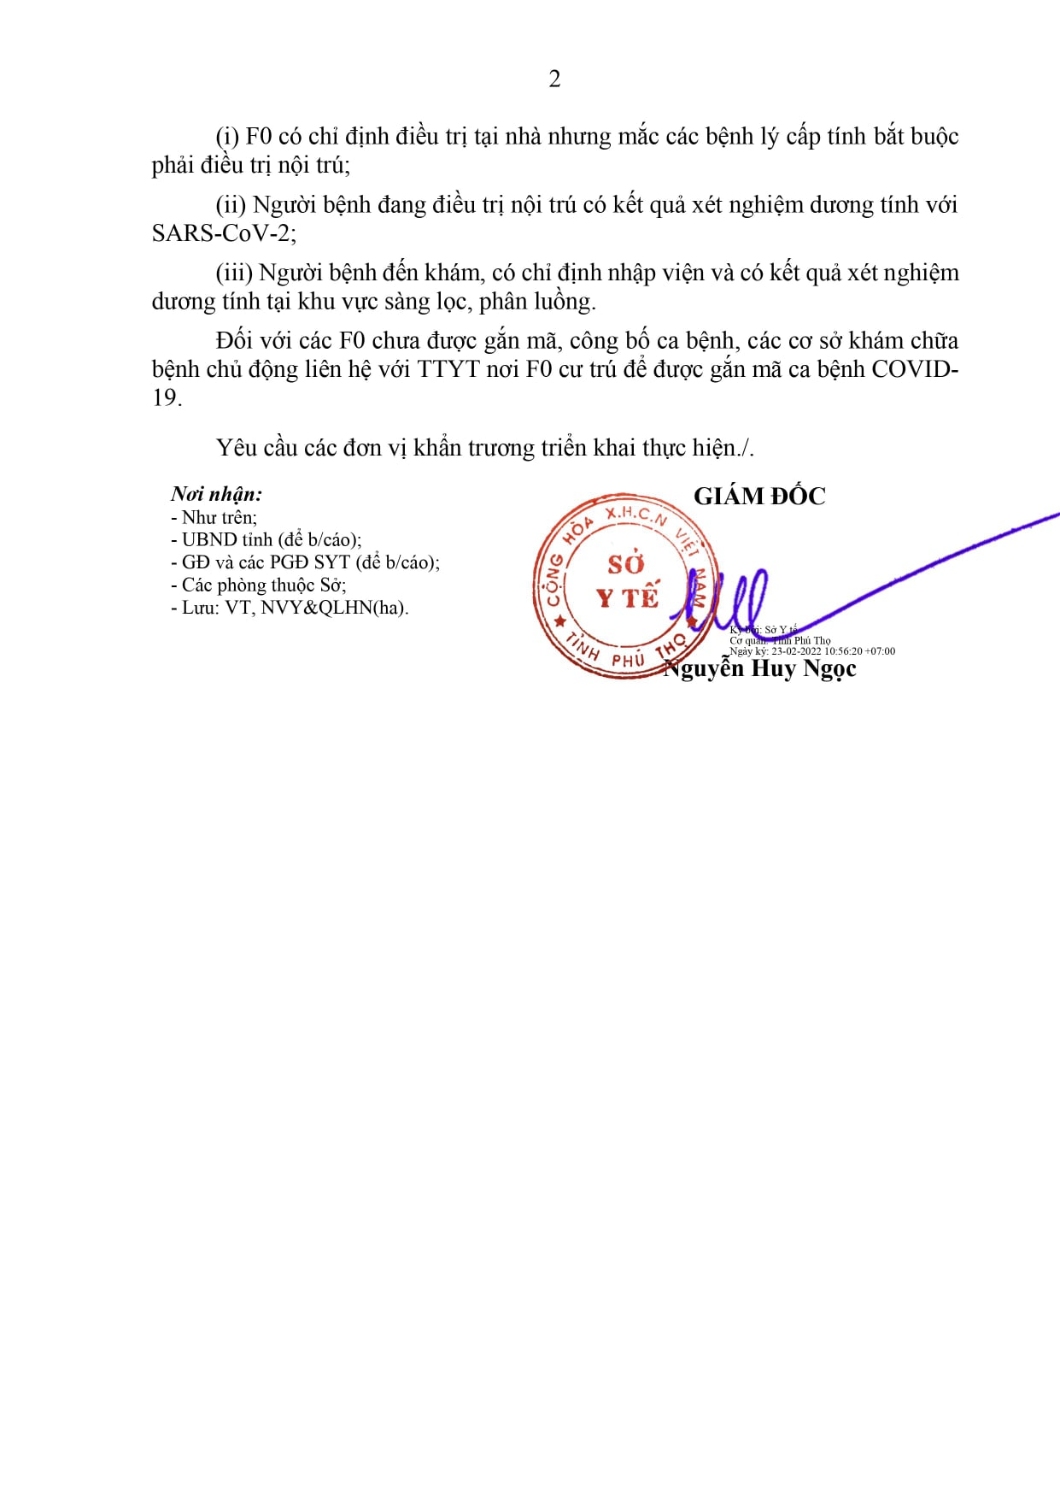 2
(i) F0 có chỉ định điều trị tại nhà nhưng mắc các bệnh lý cấp tính bắt buộc
phải điều trị nội trú;
(ii) Người bệnh đang điều trị nội trú có kết quả xét nghiệm dương tính với
SARS-CoV-2;
(iii) Người bệnh đến khám, có chỉ định nhập viện và có kết quả xét nghiệm
dương tính tại khu vực sàng lọc, phân luồng.
Đối với các F0 chưa được gắn mã, công bố ca bệnh, các cơ sở khám chữa
bệnh chủ động liên hệ với TTYT nơi F0 cư trú để được gắn mã ca bệnh COVID-
19.
Yêu cầu các đơn vị khẩn trương triển khai thực hiện./.
Nơi nhận:
- Như trên;
- UBND tỉnh (để b/cáo);
- GĐ và các PGĐ SYT (để b/cáo);
- Các phòng thuộc Sở;
- Lưu: VT, NVY&QLHN(ha).
GIÁM ĐỐC
CỘNG HÒA X.H.C.N VIỆT NAM
SỞ
Y TẾ
TỈNH PHÚ THỌ
Ký bởi: Sở Y tế
Cơ quan: Tỉnh Phú Thọ
Ngày ký: 23-02-2022 10:56:20 +07:00
Nguyễn Huy Ngọc